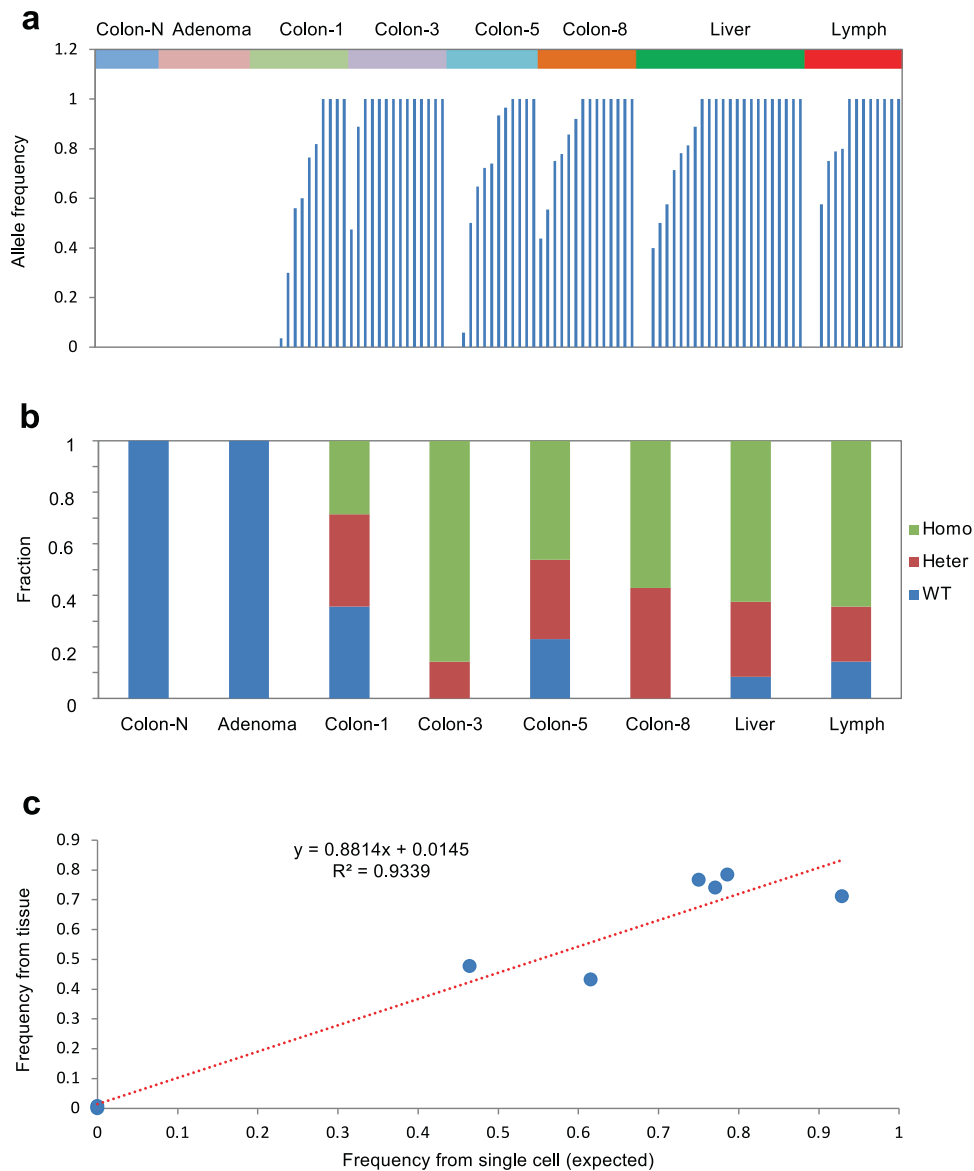 a
Colon-N Adenoma Colon-1 Colon-3 Colon-5 Colon-8 Liver Lymph
1.2
1
0.8
0.6
0.4
0.2
0
Allele frequency
b
1
0.8
0.6
0.4
0.2
0
Fraction
Homo
Heter
WT
Colon-N Adenoma Colon-1 Colon-3 Colon-5 Colon-8 Liver Lymph
c
0.9
0.8
0.7
0.6
0.5
0.4
0.3
0.2
0.1
0
Frequency from tissue
y = 0.8814x + 0.0145
R² = 0.9339
0 0.1 0.2 0.3 0.4 0.5 0.6 0.7 0.8 0.9 1
Frequency from single cell (expected)